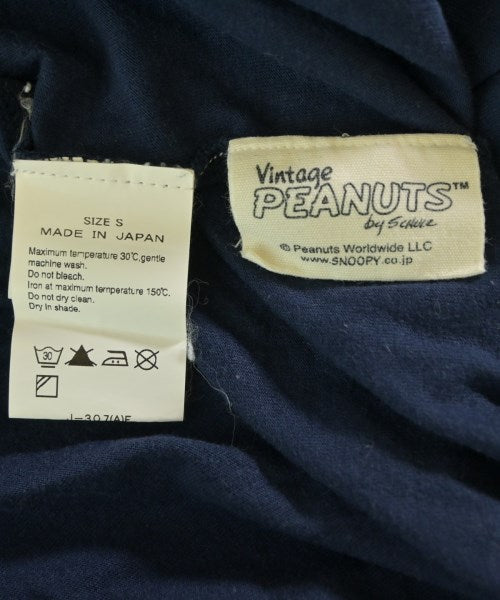 SIZE S
MADE IN JAPAN
Maximum temperature 30℃,gentle
machine wash.
Do not bleach.
Iron at maximum temperature 150℃.
Do not dry clean.
Dry in shade.
30
Vintage
PEANUTS™
by SCHULZ
© Peanuts Worldwide LLC
www.SNOOPY.co.jp